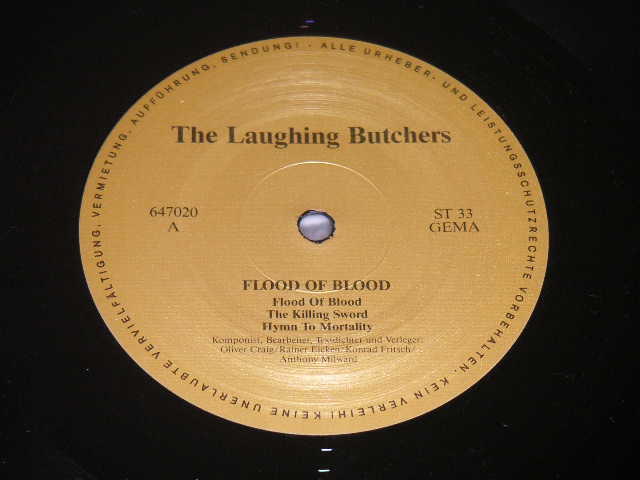 ALLE URHEBER- UND LEISTUNGSSCHUTZRECHTE VORBEHALTEN. KEIN VERLEIH! KEINE UNERLAUBTE VERVIELFÄLTIGUNG, VERMIETUNG, AUFFÜHRUNG, SENDUNG! ·
The Laughing Butchers
647020
A
ST 33
GEMA
FLOOD OF BLOOD
Flood Of Blood
The Killing Sword
Hymn To Mortality
Komponist, Bearbeiter, Textdichter und Verleger:
Oliver Craig/Rainer Eicken/Konrad Fritsch/
Anthony Milward